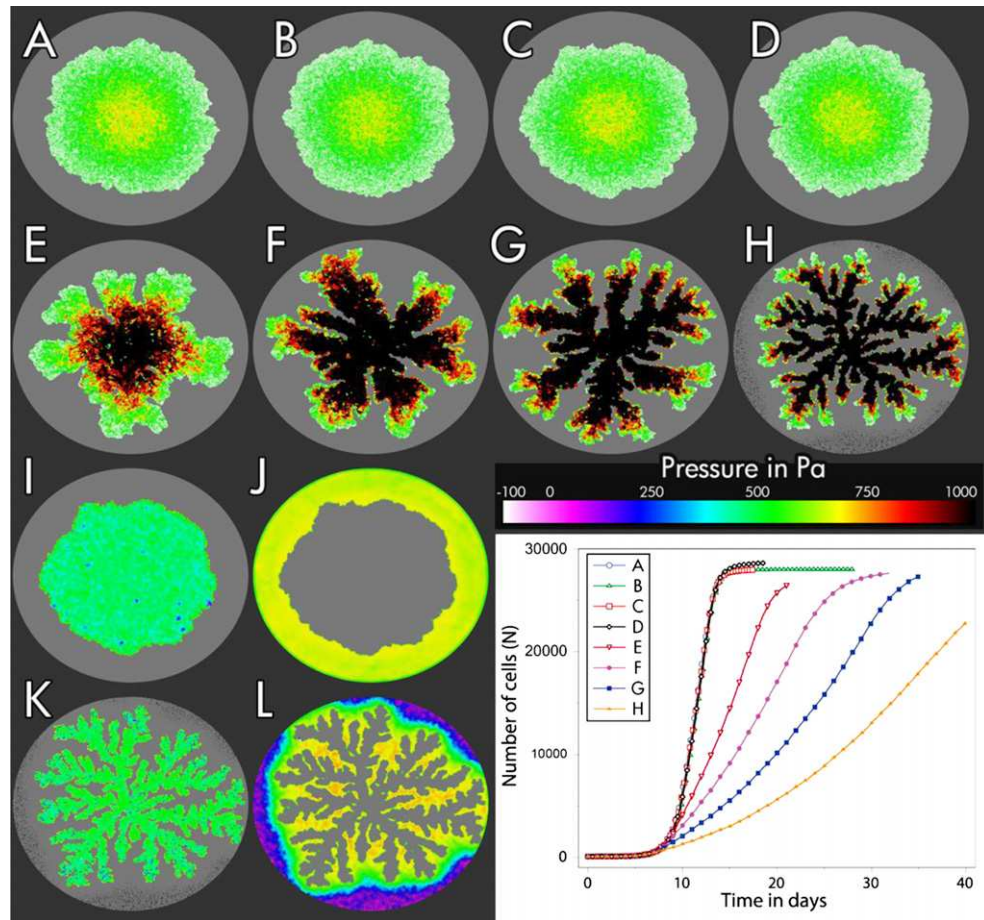 A B C D
E F G H
I J
Pressure in Pa
-100 0 250 500 750 1000
K L
30000
20000
10000
0
Number of cells (N)
A
B
C
D
E
F
G
H
0 10 20 30 40
Time in days